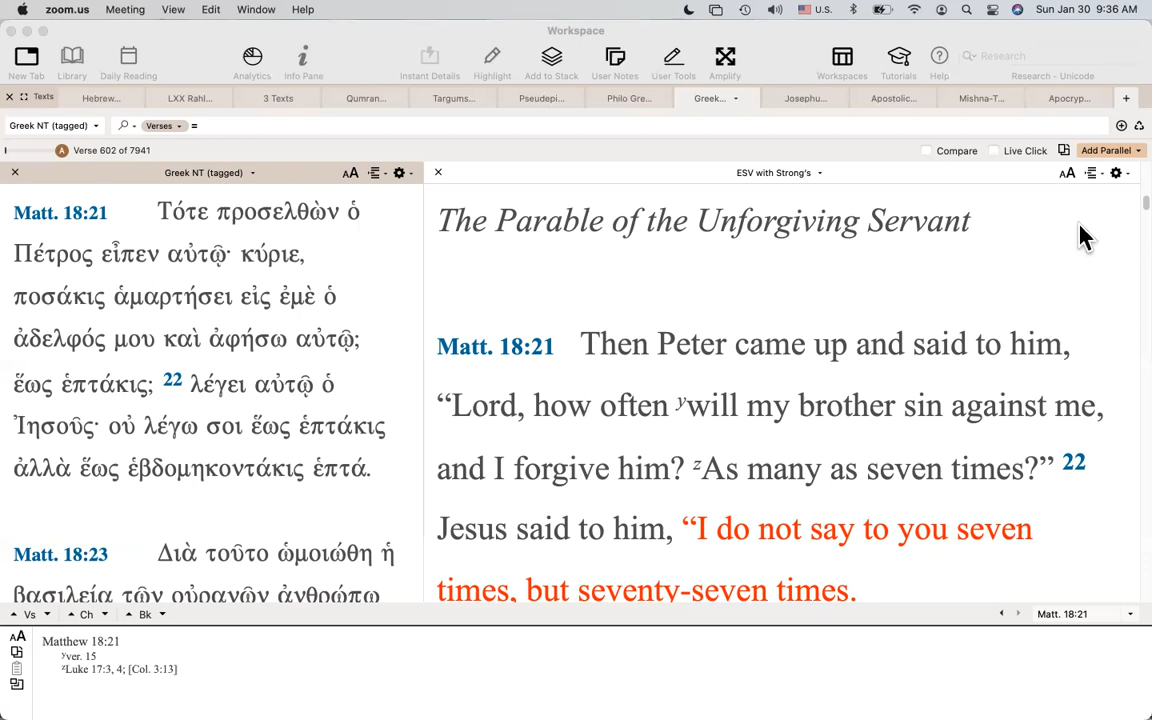 zoom.us Meeting View Edit Window Help U.S. Sun Jan 30 9:36 AM
Workspace
New Tab Library Daily Reading Analytics Info Pane Instant Details Highlight Add to Stack User Notes User Tools Amplify Workspaces Tutorials Help Research
Research - Unicode
Texts Hebrew... LXX Rahl... 3 Texts Qumran... Targums... Pseudepi... Philo Gre... Greek... Josephu... Apostolic... Mishna-T... Apocryp... +
Greek NT (tagged) Verses =
A Verse 602 of 7941 Compare Live Click Add Parallel
Greek NT (tagged)
Matt. 18:21 Τότε προσελθὼν ὁ
Πέτρος εἶπεν αὐτῷ· κύριε,
ποσάκις ἁμαρτήσει εἰς ἐμὲ ὁ
ἀδελφός μου καὶ ἀφήσω αὐτῷ;
ἕως ἑπτάκις; 22 λέγει αὐτῷ ὁ
Ἰησοῦς· οὐ λέγω σοι ἕως ἑπτάκις
ἀλλὰ ἕως ἑβδομηκοντάκις ἑπτά.
Matt. 18:23 Διὰ τοῦτο ὡμοιώθη ἡ
βασιλεία τῶν οὐρανῶν ἀνθρώπῳ
ESV with Strong's
The Parable of the Unforgiving Servant
Matt. 18:21 Then Peter came up and said to him,
“Lord, how often ywill my brother sin against me,
and I forgive him? zAs many as seven times?” 22
Jesus said to him, “I do not say to you seven
times, but seventy-seven times.
Vs Ch Bk Matt. 18:21
AA Matthew 18:21
yver. 15
zLuke 17:3, 4; [Col. 3:13]